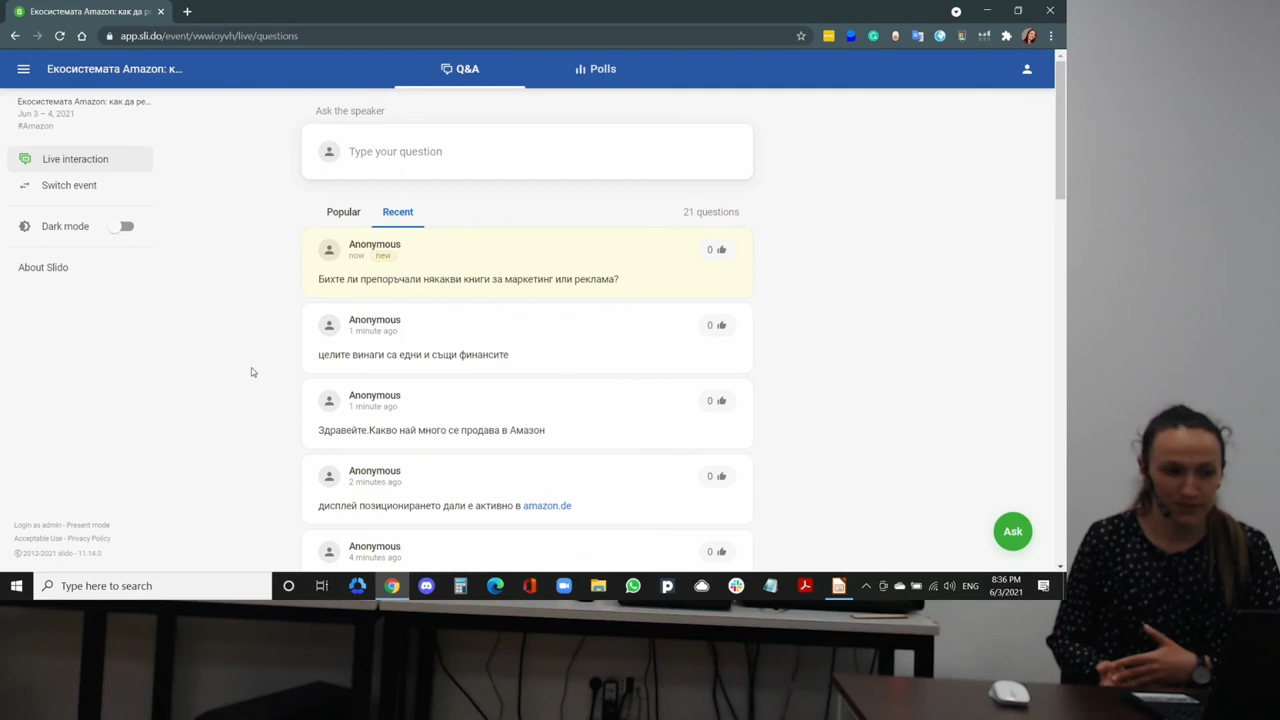 Екосистемата Amazon: как да р
app.sli.do/event/vwwioyvh/live/questions
Екосистемата Amazon: к...
Q&A
Polls
Екосистемата Amazon: как да ре...
Jun 3 – 4, 2021
#Amazon
Live interaction
Switch event
Dark mode
About Slido
Ask the speaker
Type your question
Popular
Recent
21 questions
Anonymous
now
new
0
Бихте ли препоръчали някакви книги за маркетинг или реклама?
Anonymous
1 minute ago
0
целите винаги са едни и същи финансите
Anonymous
1 minute ago
0
Здравейте.Какво най много се продава в Амазон
Anonymous
2 minutes ago
0
дисплей позиционирането дали е активно в amazon.de
Anonymous
4 minutes ago
0
Ask
Login as admin - Present mode
Acceptable Use - Privacy Policy
© 2012-2021 slido - 11.14.0
Type here to search
ENG
8:36 PM
6/3/2021